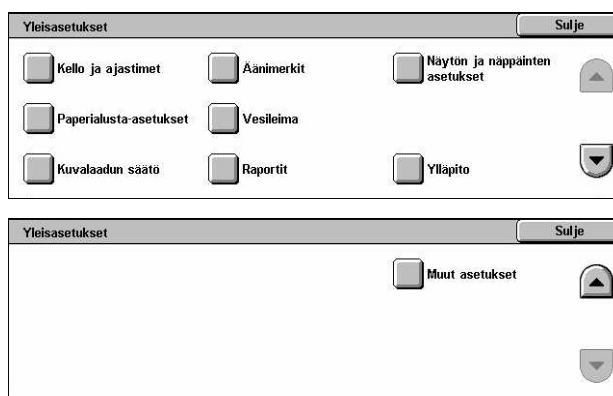 Yleisasetukset Sulje
Kello ja ajastimet Äänimerkit Näytön ja näppäinten
asetukset
Paperialusta-asetukset Vesileima
Kuvalaadun säätö Raportit Ylläpito
Yleisasetukset Sulje
Muut asetukset